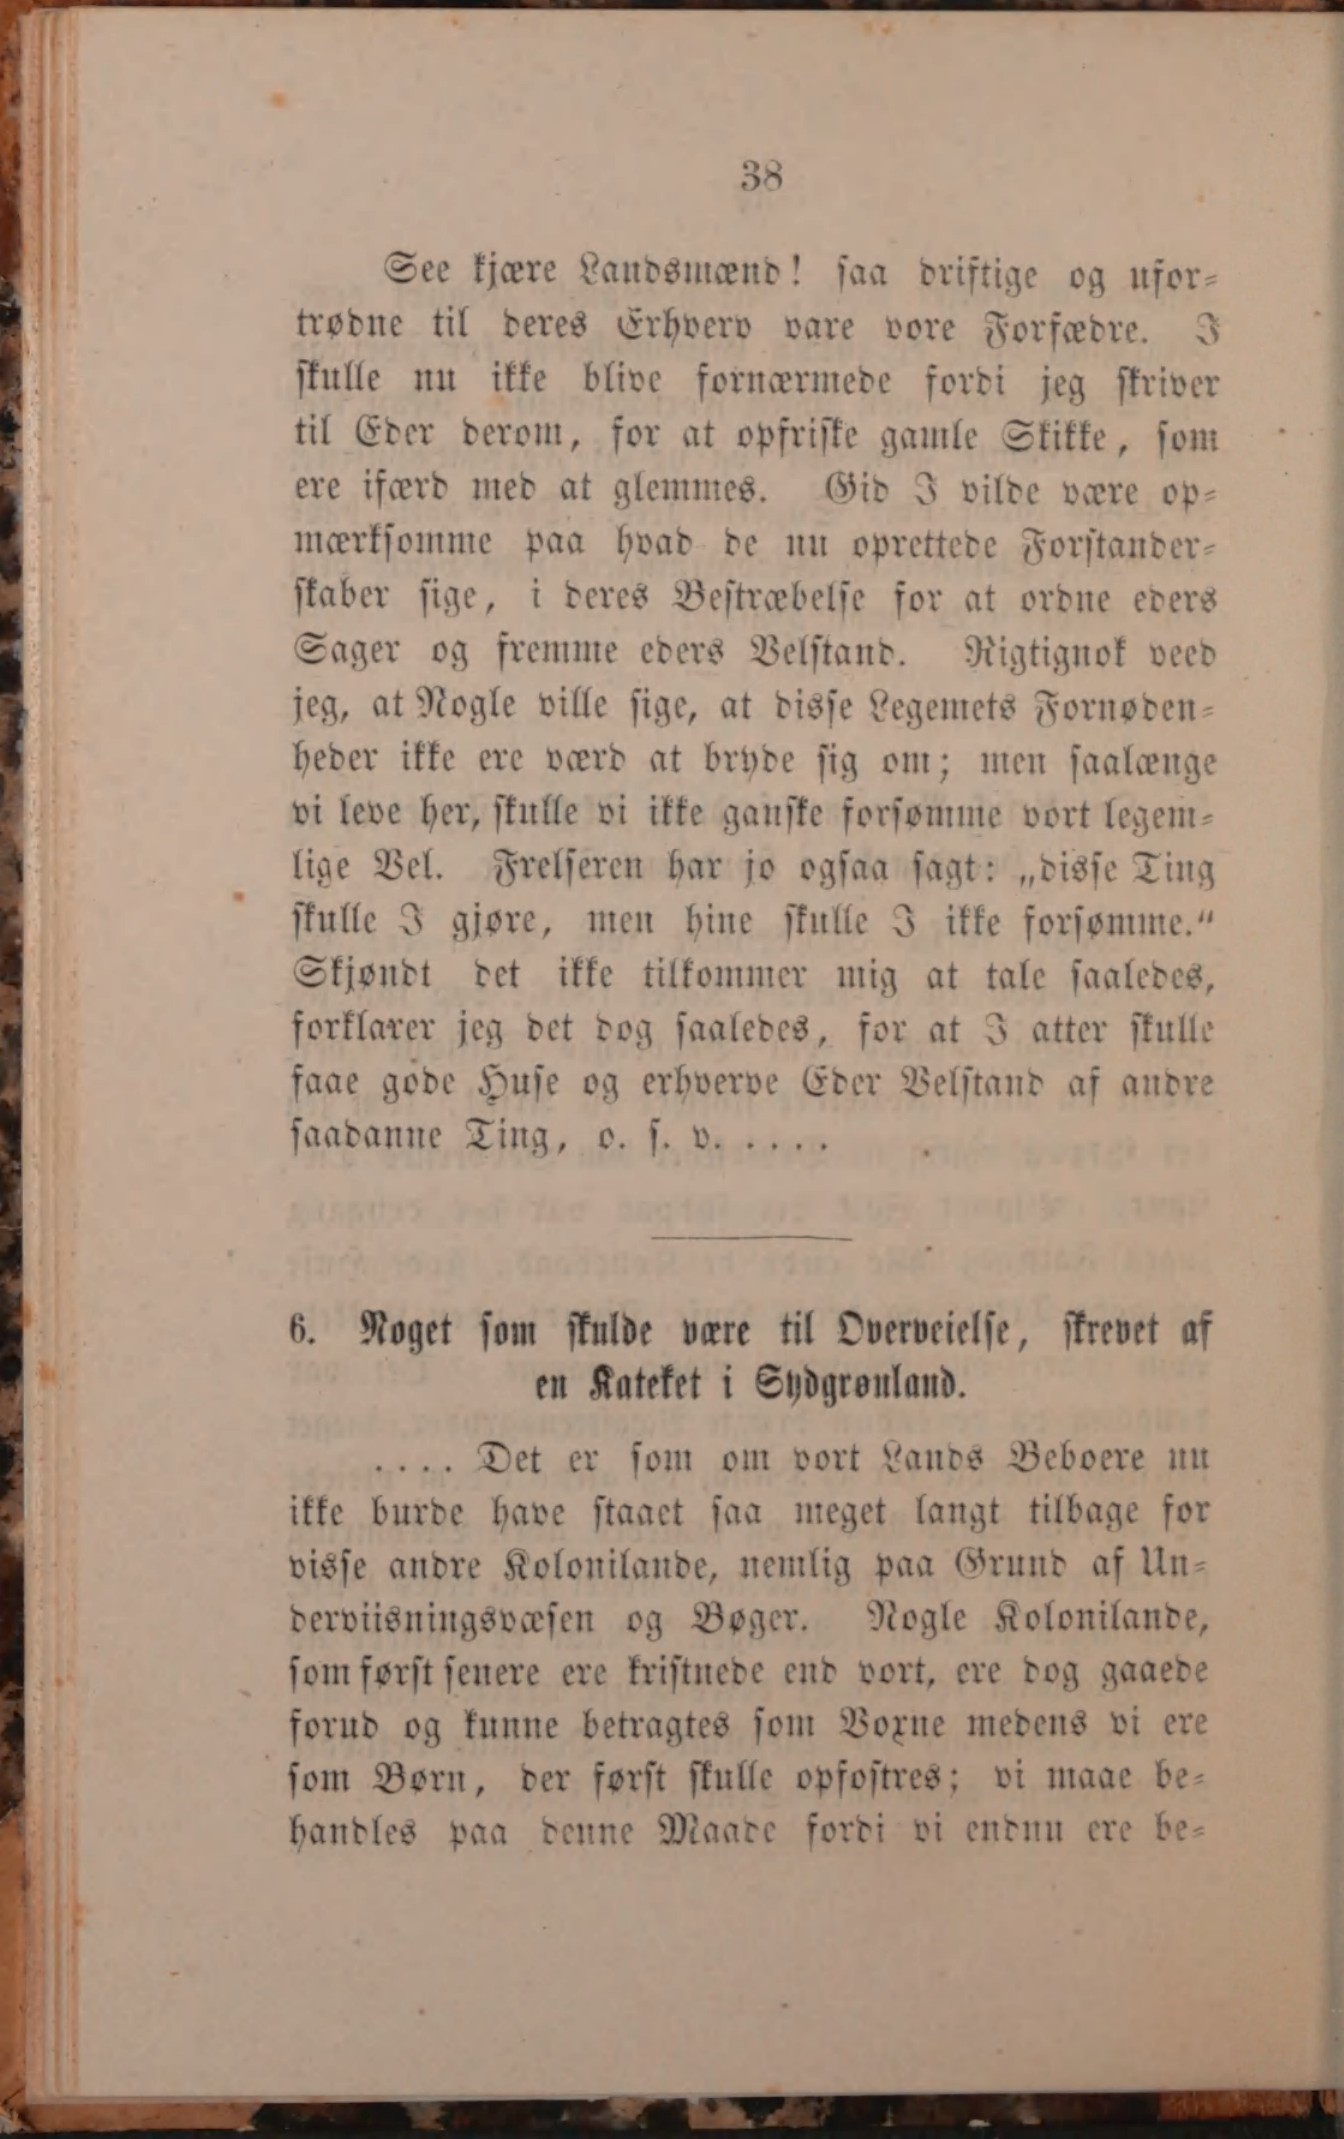 38
See kjære Landsmænd! saa driftige og ufor-
trødne til deres Erhverv vare vore Forfædre. I
skulle nu ikke blive fornærmede fordi jeg skriver
til Eder derom, for at opfriske gamle Skikke, som
ere ifærd med at glemmes. Gid I vilde være op-
mærksomme paa hvad de nu oprettede Forstander-
skaber sige, i deres Bestræbelse for at ordne eders
Sager og fremme eders Velstand. Rigtignok veed
jeg, at Nogle ville sige, at disse Legemets Fornøden-
heder ikke ere værd at bryde sig om; men saalænge
vi leve her, skulle vi ikke ganske forsømme vort legem-
lige Vel. Frelseren har jo ogsaa sagt: „disse Ting
skulle I gjøre, men hine skulle I ikke forsømme.“
Skjøndt det ikke tilkommer mig at tale saaledes,
forklarer jeg det dog saaledes, for at I atter skulle
faae gode Huse og erhverve Eder Velstand af andre
saadanne Ting, o. s. v. . . . .
6. Noget som skulde være til Overveielse, skrevet af
en Kateket i Sydgrønland.
. . . . Det er som om vort Lands Beboere nu
ikke burde have staaet saa meget langt tilbage for
visse andre Kolonilande, nemlig paa Grund af Un-
derviisningsvæsen og Bøger. Nogle Kolonilande,
som først senere ere kristnede end vort, ere dog gaaede
forud og kunne betragtes som Voxne medens vi ere
som Børn, der først skulle opfostres; vi maae be-
handles paa denne Maade fordi vi endnu ere be-